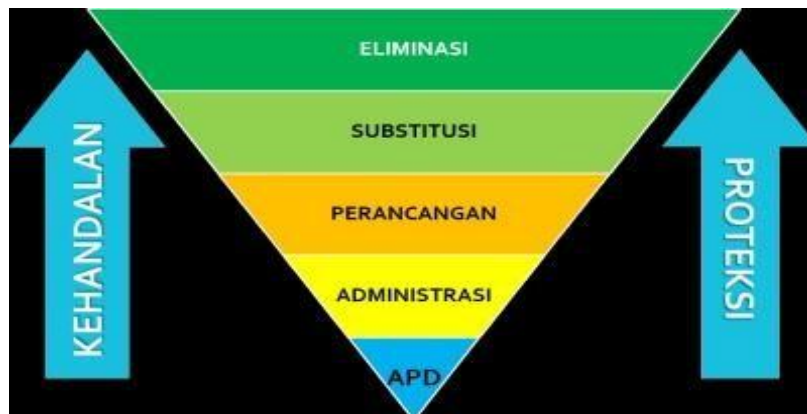 ELIMINASI
SUBSTITUSI
PERANCANGAN
ADMINISTRASI
APD
KEHANDALAN
PROTEKSI